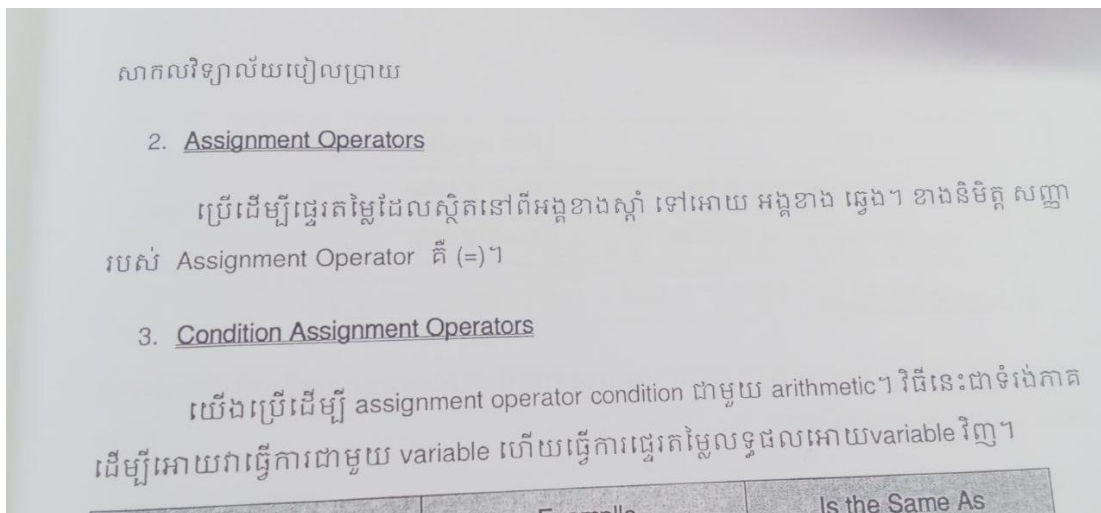 សាកលវិទ្យាល័យបៀលប្រាយ
2. Assignment Operators
ប្រើដើម្បីផ្ទេរតម្លៃដែលស្ថិតនៅពីអង្គខាងស្តាំ ទៅអោយ អង្គខាង ឆ្វេង។ ខាងនិមិត្ត សញ្ញា
របស់ Assignment Operator គឺ (=)។
3. Condition Assignment Operators
យើងប្រើដើម្បី assignment operator condition ជាមួយ arithmetic។ វិធីនេះជាទំរង់ភាគ
ដើម្បីអោយវាធ្វើការជាមួយ variable ហើយធ្វើការផ្ទេរតម្លៃលទ្ធផលអោយvariable វិញ។
Is the Same As